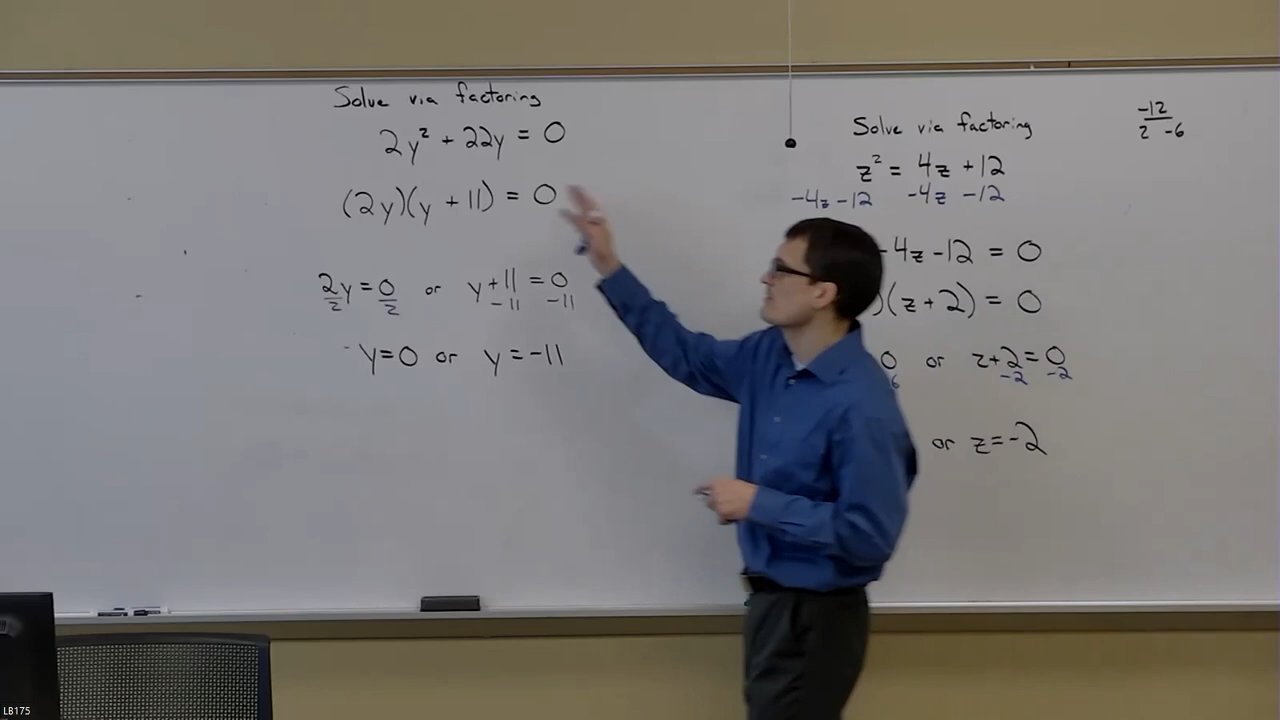 Solve via factoring
2y² + 22y = 0
(2y)(y + 11) = 0
2y = 0 or y + 11 = 0
2 2 -11 -11
y = 0 or y = -11
-12
2 -6
Solve via factoring
z² = 4z + 12
-4z - 12 -4z - 12
- 4z - 12 = 0
)(z + 2) = 0
0 or z + 2 = 0
6 -2 -2
or z = -2
LB175